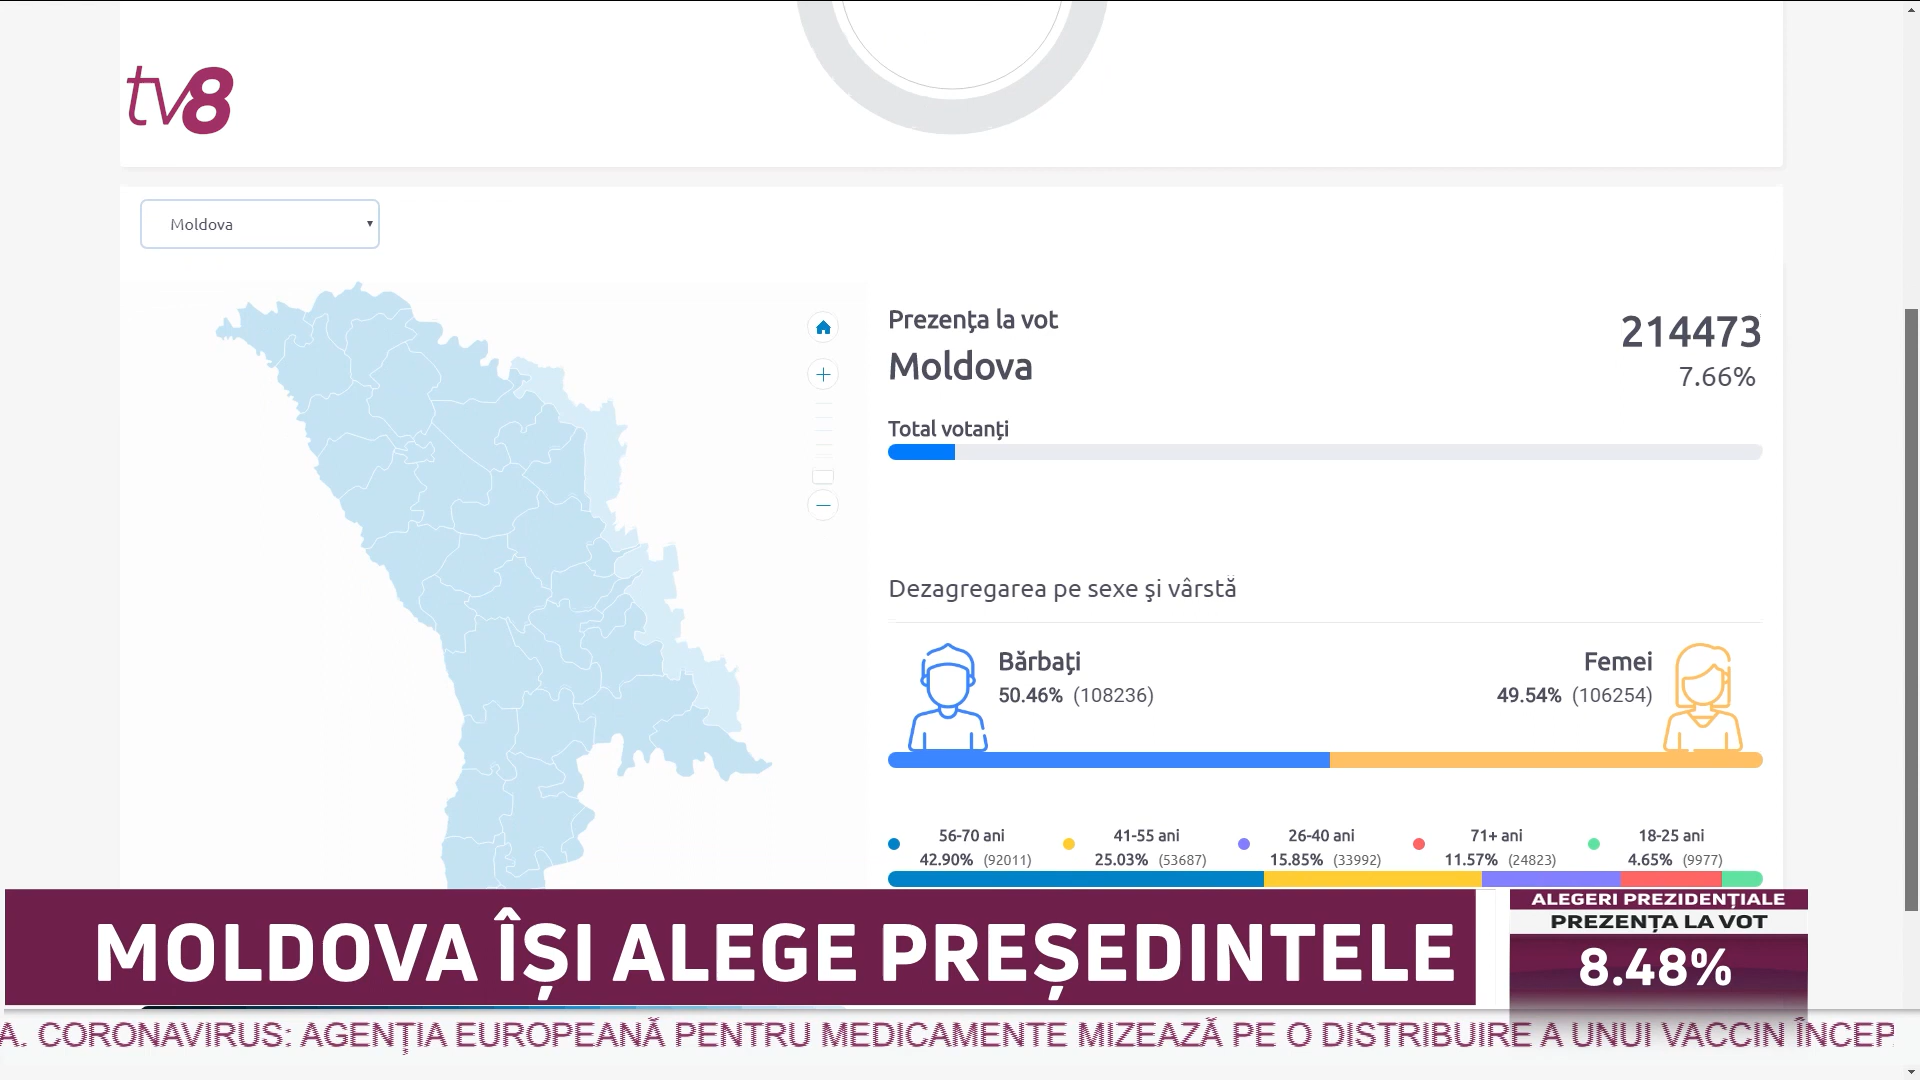 tv8
Moldova
Prezența la vot
Moldova
214473
7.66%
Total votanți
Dezagregarea pe sexe și vârstă
Bărbați
50.46% (108236)
Femei
49.54% (106254)
56-70 ani
42.90% (92011)
41-55 ani
25.03% (53687)
26-40 ani
15.85% (33992)
71+ ani
11.57% (24823)
18-25 ani
4.65% (9977)
MOLDOVA ÎȘI ALEGE PREȘEDINTELE
ALEGERI PREZIDENȚIALE
PREZENȚA LA VOT
8.48%
A. CORONAVIRUS: AGENȚIA EUROPEANĂ PENTRU MEDICAMENTE MIZEAZĂ PE O DISTRIBUIRE A UNUI VACCIN ÎNCEP